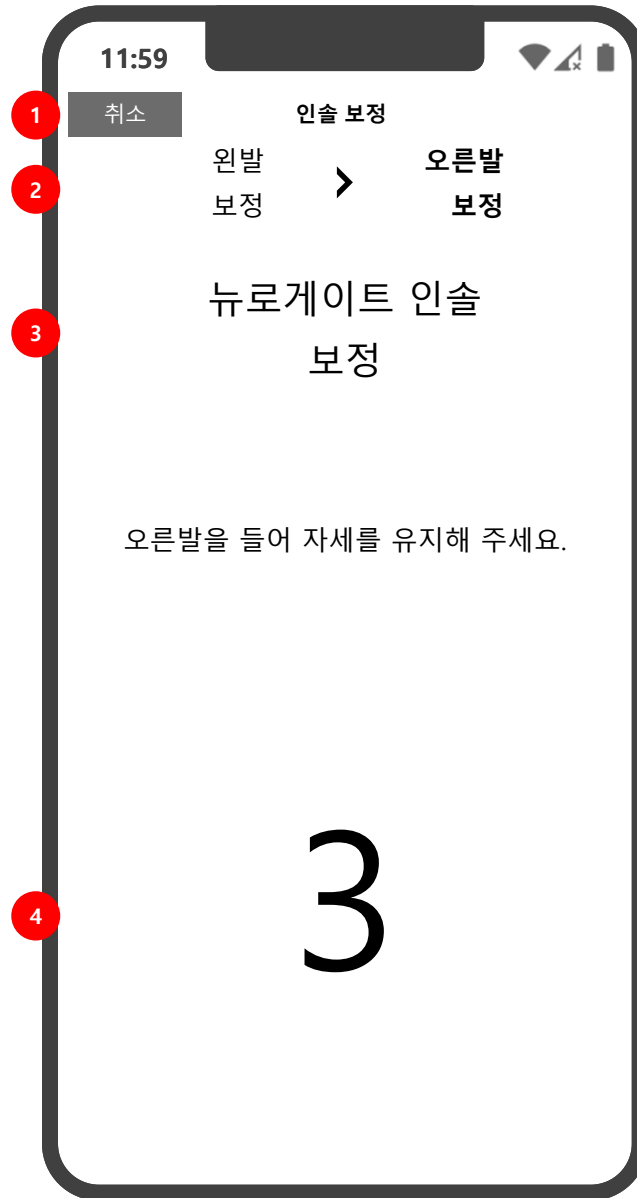 11:59
1
취소
인솔 보정
2
왼발
보정
오른발
보정
3
뉴로게이트 인솔
보정
오른발을 들어 자세를 유지해 주세요.
4
3